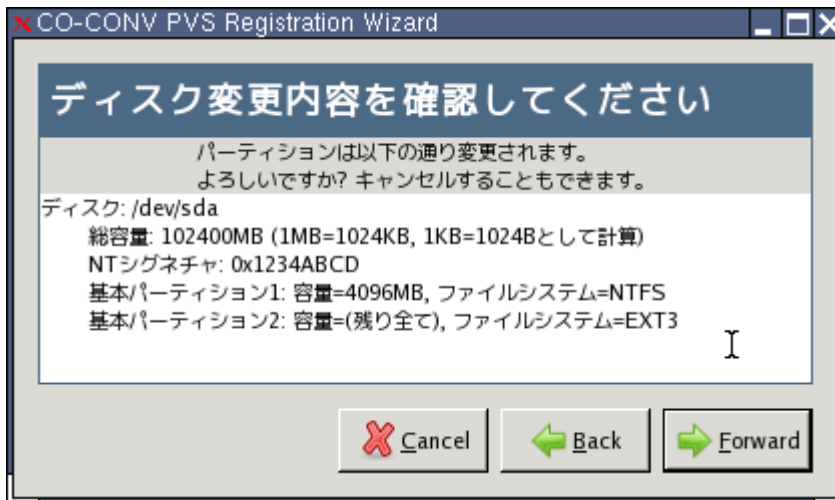 CO-CONV PVS Registration Wizard
ディスク変更内容を確認してください
パーティションは以下の通り変更されます。
よろしいですか? キャンセルすることもできます。
ディスク: /dev/sda
総容量: 102400MB (1MB=1024KB, 1KB=1024Bとして計算)
NTシグネチャ: 0x1234ABCD
基本パーティション1: 容量=4096MB, ファイルシステム=NTFS
基本パーティション2: 容量=(残り全て), ファイルシステム=EXT3
Cancel
Back
Forward